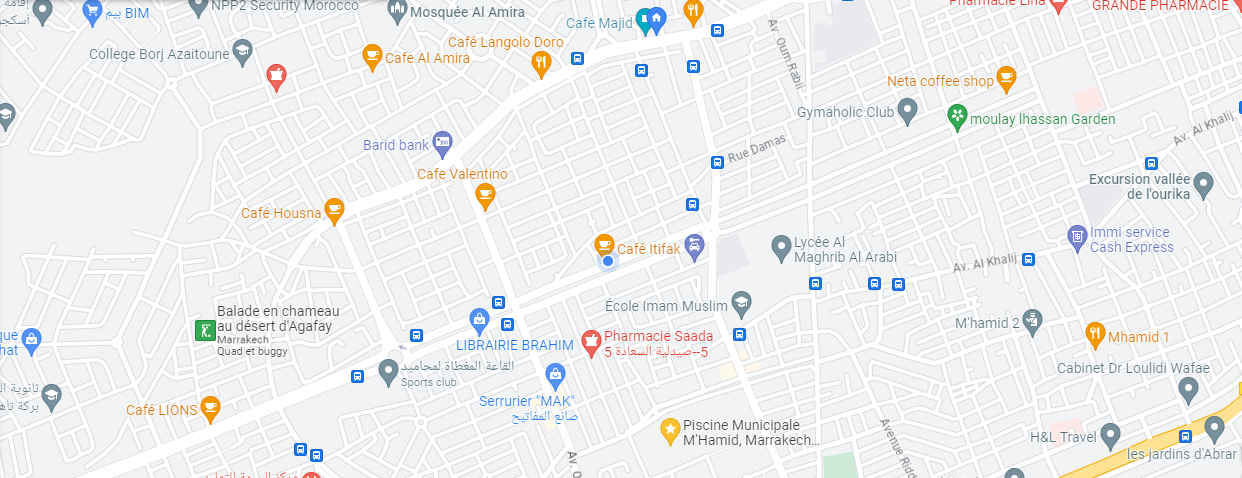 بيم BIM
NPP2 Security Morocco
Mosquée Al Amira
Cafe Majid
Pharmacie Lina
GRANDE PHARMACIE
Café Langolo Doro
College Borj Azaitoune
Cafe Al Amira
Av. Oum Rabii
Neta coffee shop
Gymaholic Club
moulay lhassan Garden
Av. Al Khalij
Barid bank
Rue Damas
Cafe Valentino
Excursion vallée
de l'ourika
Café Housna
Café Itifak
Lycée Al
Maghrib Al Arabi
Immi service
Cash Express
Av. Al Khalij
École Imam Muslim
Balade en chameau
au désert d'Agafay
Marrakech
Quad et buggy
M'hamid 2
Mhamid 1
LIBRAIRIE BRAHIM
Pharmacie Saada
5 صيدلية السعادة--5
القاعة المغطاة لمحاميد
Sports club
Cabinet Dr Loulidi Wafae
Serrurier "MAK"
صانع المفاتيح
Café LIONS
Piscine Municipale
M'Hamid, Marrakech...
Avenue Ridd
H&L Travel
les jardins d'Abrar
Av. O